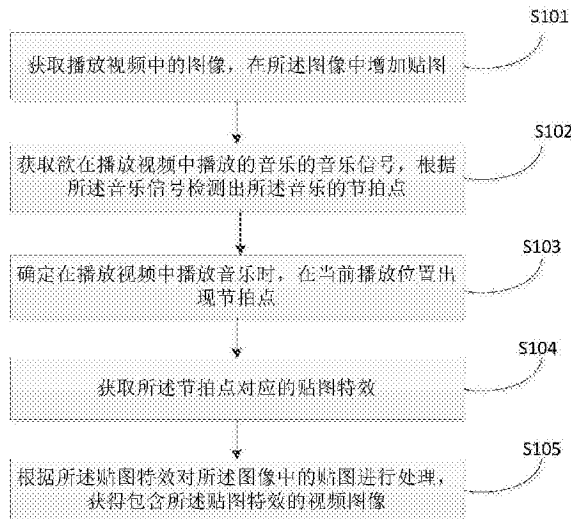 S101
获取播放视频中的图像，在所述图像中增加贴图
S102
获取欲在播放视频中播放的音乐的音乐信号，根据
所述音乐信号检测出所述音乐的节拍点
S103
确定在播放视频中播放音乐时，在当前播放位置出
现节拍点
S104
获取所述节拍点对应的贴图特效
S105
根据所述贴图特效对所述图像中的贴图进行处理，
获得包含所述贴图特效的视频图像